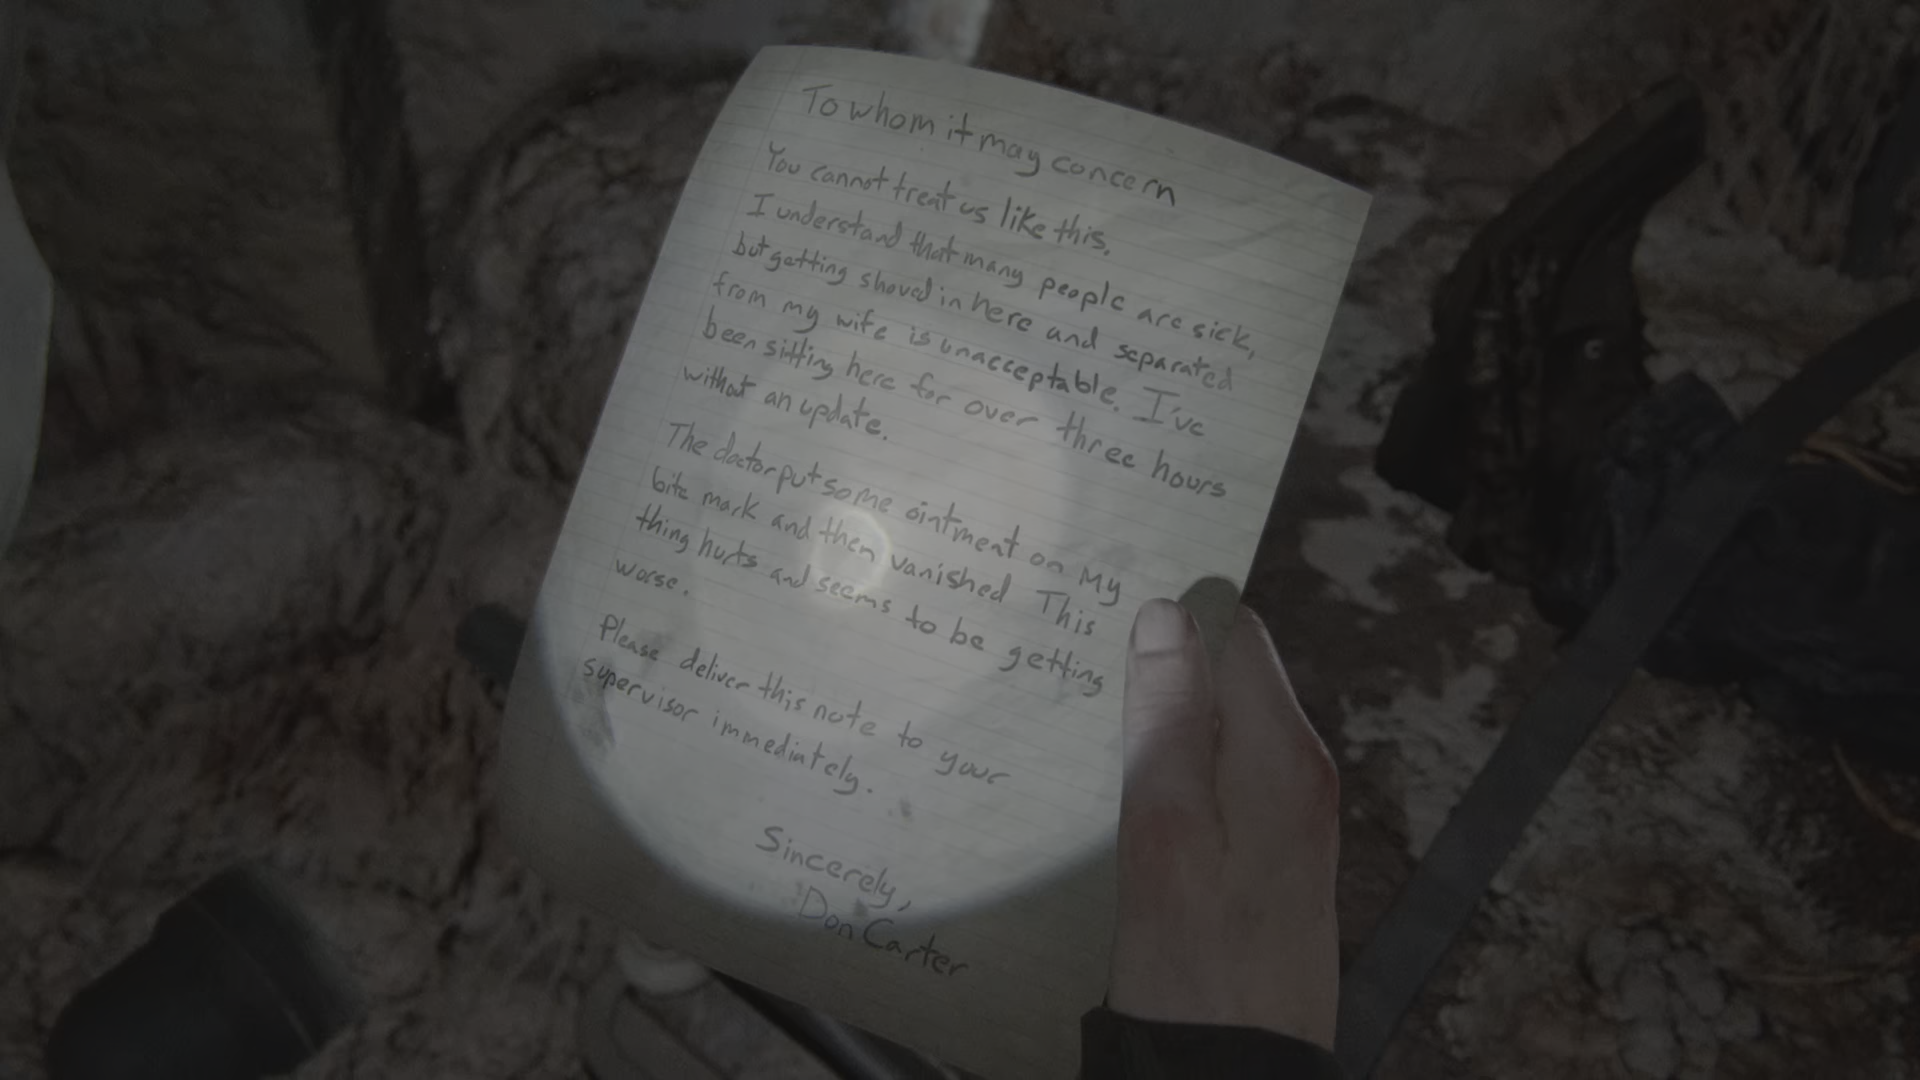 To whom it may concern
You cannot treat us like this.
I understand that many people are sick,
but getting shoved in here and separated
from my wife is unacceptable. I've
been sitting here for over three hours
without an update.
The doctor put some ointment on My
bite mark and then vanished This
thing hurts and seems to be getting
worse.
Please deliver this note to your
supervisor immediately.
Sincerely,
Don Carter